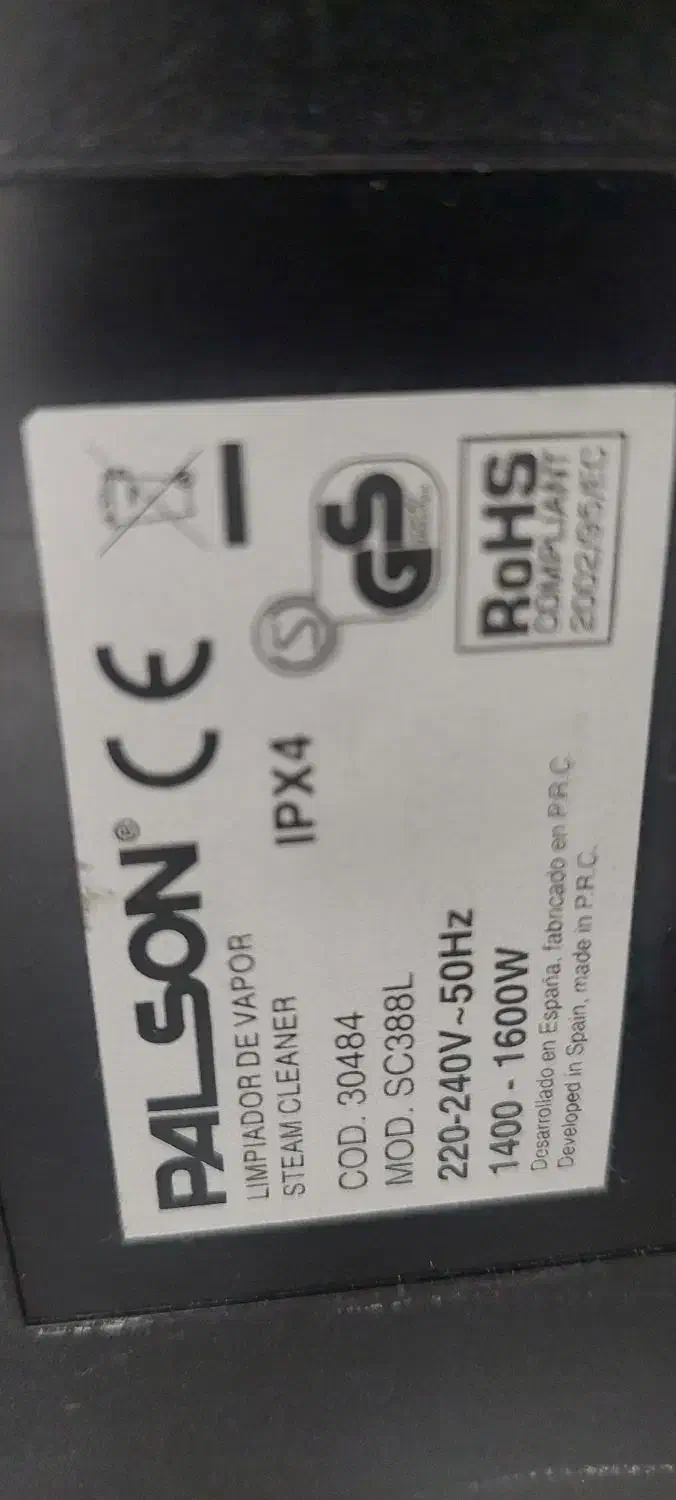 PALSON® CE
LIMPIADOR DE VAPOR
STEAM CLEANER
IPX4
COD. 30484
MOD. SC388L
220-240V~50Hz
1400 - 1600W
Desarrollado en España, fabricado en P.R.C.
Developed in Spain, made in P.R.C.
S
GS
RoHS
COMPLIANT
2002/95/EC